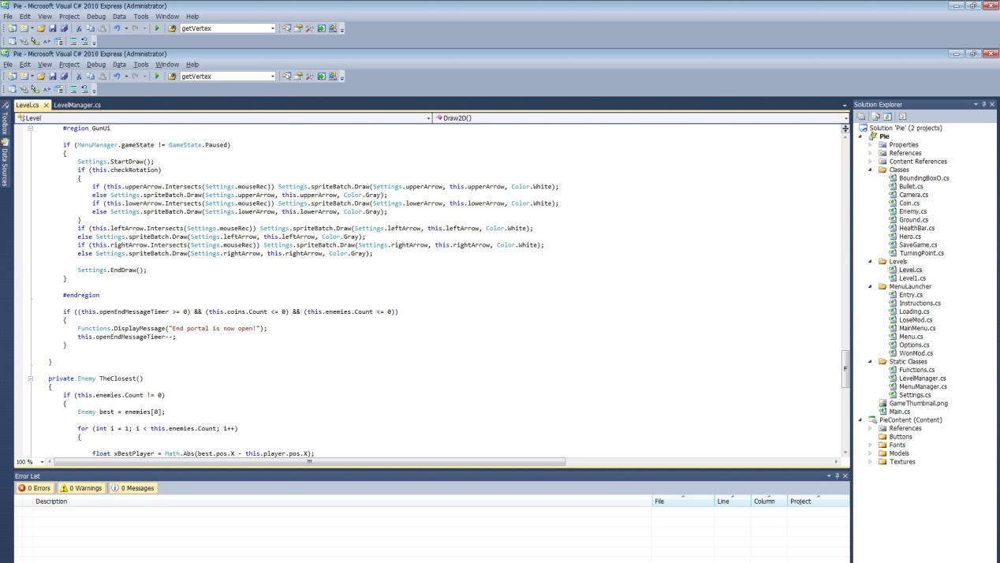 Pie - Microsoft Visual C# 2010 Express (Administrator)
File Edit View Project Debug Data Tools Window Help
getVertex
Pie - Microsoft Visual C# 2010 Express (Administrator)
File Edit View Project Debug Data Tools Window Help
getVertex
Toolbox
Data Sources
Level.cs LevelManager.cs
Level Draw2D()
#region GunUi
if (MenuManager.gameState != GameState.Paused)
{
Settings.StartDraw();
if (this.checkRotation)
{
if (this.upperArrow.Intersects(Settings.mouseRec)) Settings.spriteBatch.Draw(Settings.upperArrow, this.upperArrow, Color.White);
else Settings.spriteBatch.Draw(Settings.upperArrow, this.upperArrow, Color.Gray);
if (this.lowerArrow.Intersects(Settings.mouseRec)) Settings.spriteBatch.Draw(Settings.lowerArrow, this.lowerArrow, Color.White);
else Settings.spriteBatch.Draw(Settings.lowerArrow, this.lowerArrow, Color.Gray);
}
if (this.leftArrow.Intersects(Settings.mouseRec)) Settings.spriteBatch.Draw(Settings.leftArrow, this.leftArrow, Color.White);
else Settings.spriteBatch.Draw(Settings.leftArrow, this.leftArrow, Color.Gray);
if (this.rightArrow.Intersects(Settings.mouseRec)) Settings.spriteBatch.Draw(Settings.rightArrow, this.rightArrow, Color.White);
else Settings.spriteBatch.Draw(Settings.rightArrow, this.rightArrow, Color.Gray);
Settings.EndDraw();
}
#endregion
if ((this.openEndMessageTimer >= 0) && (this.coins.Count <= 0) && (this.enemies.Count <= 0))
{
Functions.DisplayMessage("End portal is now open!");
this.openEndMessageTimer--;
}
}
private Enemy TheClosest()
{
if (this.enemies.Count != 0)
{
Enemy best = enemies[0];
for (int i = 1; i < this.enemies.Count; i++)
{
float xBestPlayer = Math.Abs(best.pos.X - this.player.pos.X);
100 %
Solution Explorer
Solution 'Pie' (2 projects)
Pie
Properties
References
Content References
Classes
BoundingBoxO.cs
Bullet.cs
Camera.cs
Coin.cs
Enemy.cs
Ground.cs
HealthBar.cs
Hero.cs
SaveGame.cs
TurningPoint.cs
Levels
Level.cs
Level1.cs
MenuLauncher
Entry.cs
Instructions.cs
Loading.cs
LoseMod.cs
MainMenu.cs
Menu.cs
Options.cs
WonMod.cs
Static Classes
Functions.cs
LevelManager.cs
MenuManager.cs
Settings.cs
GameThumbnail.png
Main.cs
PieContent (Content)
References
Buttons
Fonts
Models
Textures
Error List
0 Errors 0 Warnings 0 Messages
Description File Line Column Project